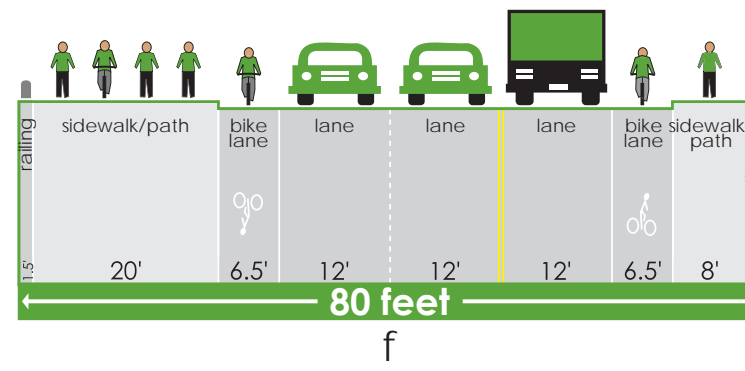 railing
sidewalk/path
bike
lane
lane
lane
lane
bike
lane
sidewalk
path
1.5'
20'
6.5'
12'
12'
12'
6.5'
8'
80 feet
f